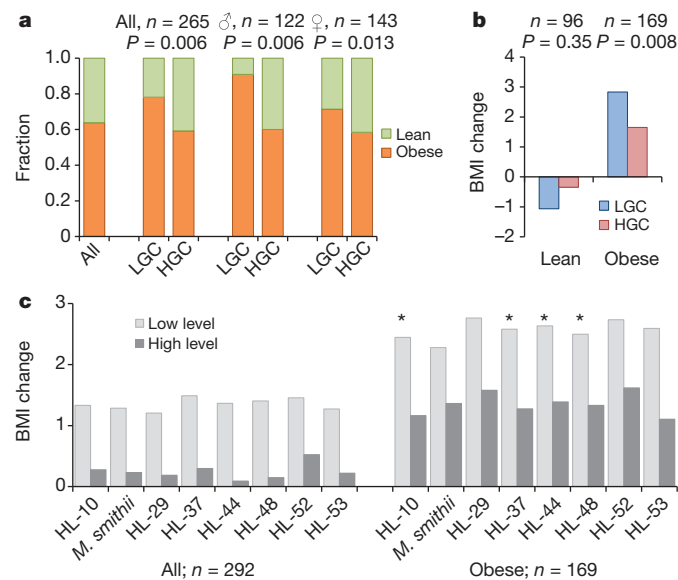 a
All, n = 265 ♂, n = 122 ♀, n = 143
P = 0.006 P = 0.006 P = 0.013
Fraction
1.0
0.8
0.6
0.4
0.2
0
Lean
Obese
All
LGC
HGC
LGC
HGC
LGC
HGC
b
n = 96 n = 169
P = 0.35 P = 0.008
BMI change
4
3
2
1
0
–1
–2
LGC
HGC
Lean Obese
c
BMI change
3
2
1
0
Low level
High level
* * * *
HL-10
M. smithii
HL-29
HL-37
HL-44
HL-48
HL-52
HL-53
HL-10
M. smithii
HL-29
HL-37
HL-44
HL-48
HL-52
HL-53
All; n = 292 Obese; n = 169